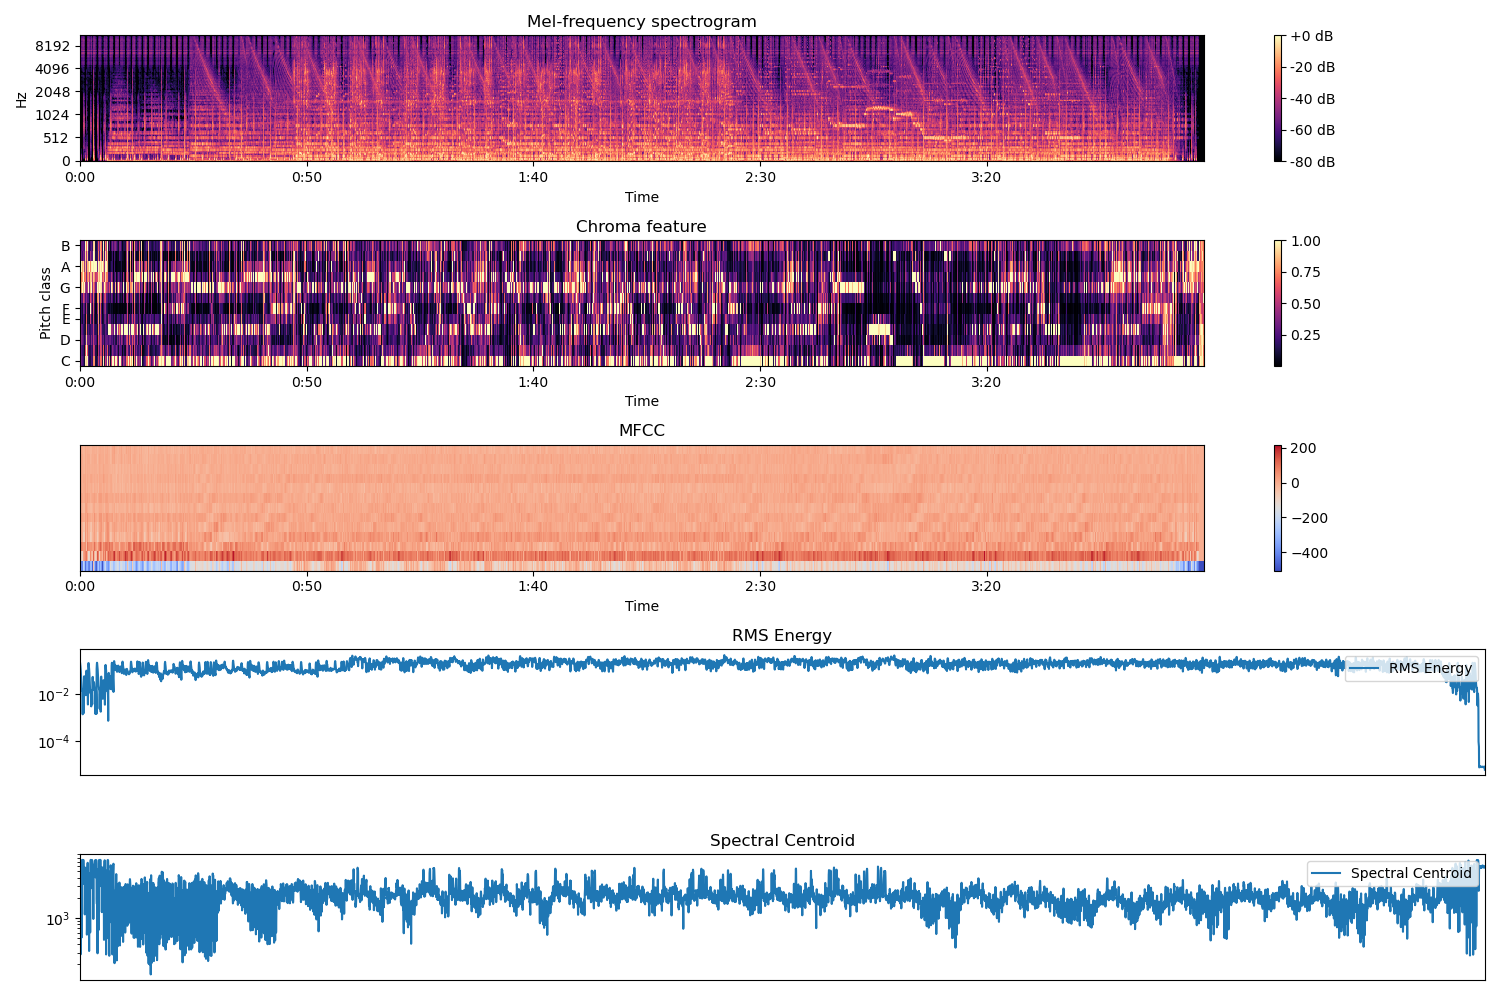 Mel-frequency spectrogram
8192
4096
2048
1024
512
0
Hz
0:00 0:50 1:40 2:30 3:20
Time
+0 dB
-20 dB
-40 dB
-60 dB
-80 dB
Chroma feature
B
A
G
F
E
D
C
Pitch class
0:00 0:50 1:40 2:30 3:20
Time
1.00
0.75
0.50
0.25
MFCC
0:00 0:50 1:40 2:30 3:20
Time
200
0
−200
−400
RMS Energy
10⁻²
10⁻⁴
RMS Energy
Spectral Centroid
10³
Spectral Centroid